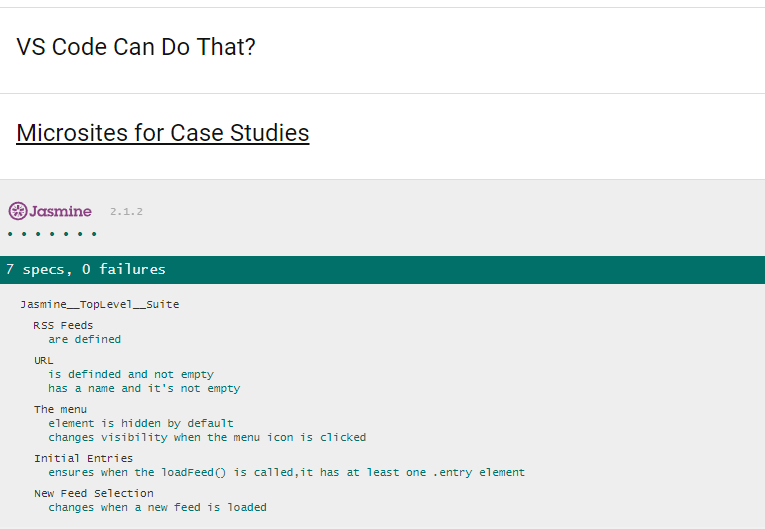 VS Code Can Do That?
Microsites for Case Studies
Jasmine 2.1.2
7 specs, 0 failures
Jasmine__TopLevel__Suite
RSS Feeds
are defined
URL
is definded and not empty
has a name and it's not empty
The menu
element is hidden by default
changes visibility when the menu icon is clicked
Initial Entries
ensures when the loadFeed() is called,it has at least one .entry element
New Feed Selection
changes when a new feed is loaded